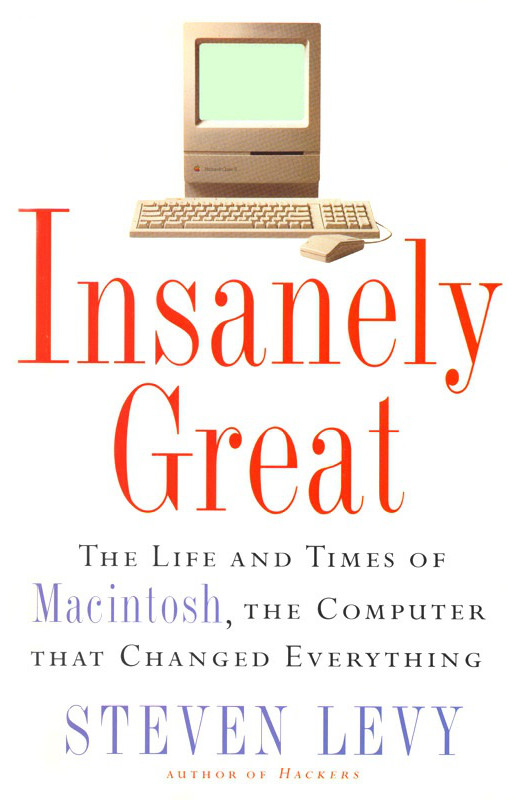 Insanely
Great
THE LIFE AND TIMES OF
Macintosh, THE COMPUTER
THAT CHANGED EVERYTHING
STEVEN LEVY
AUTHOR OF HACKERS